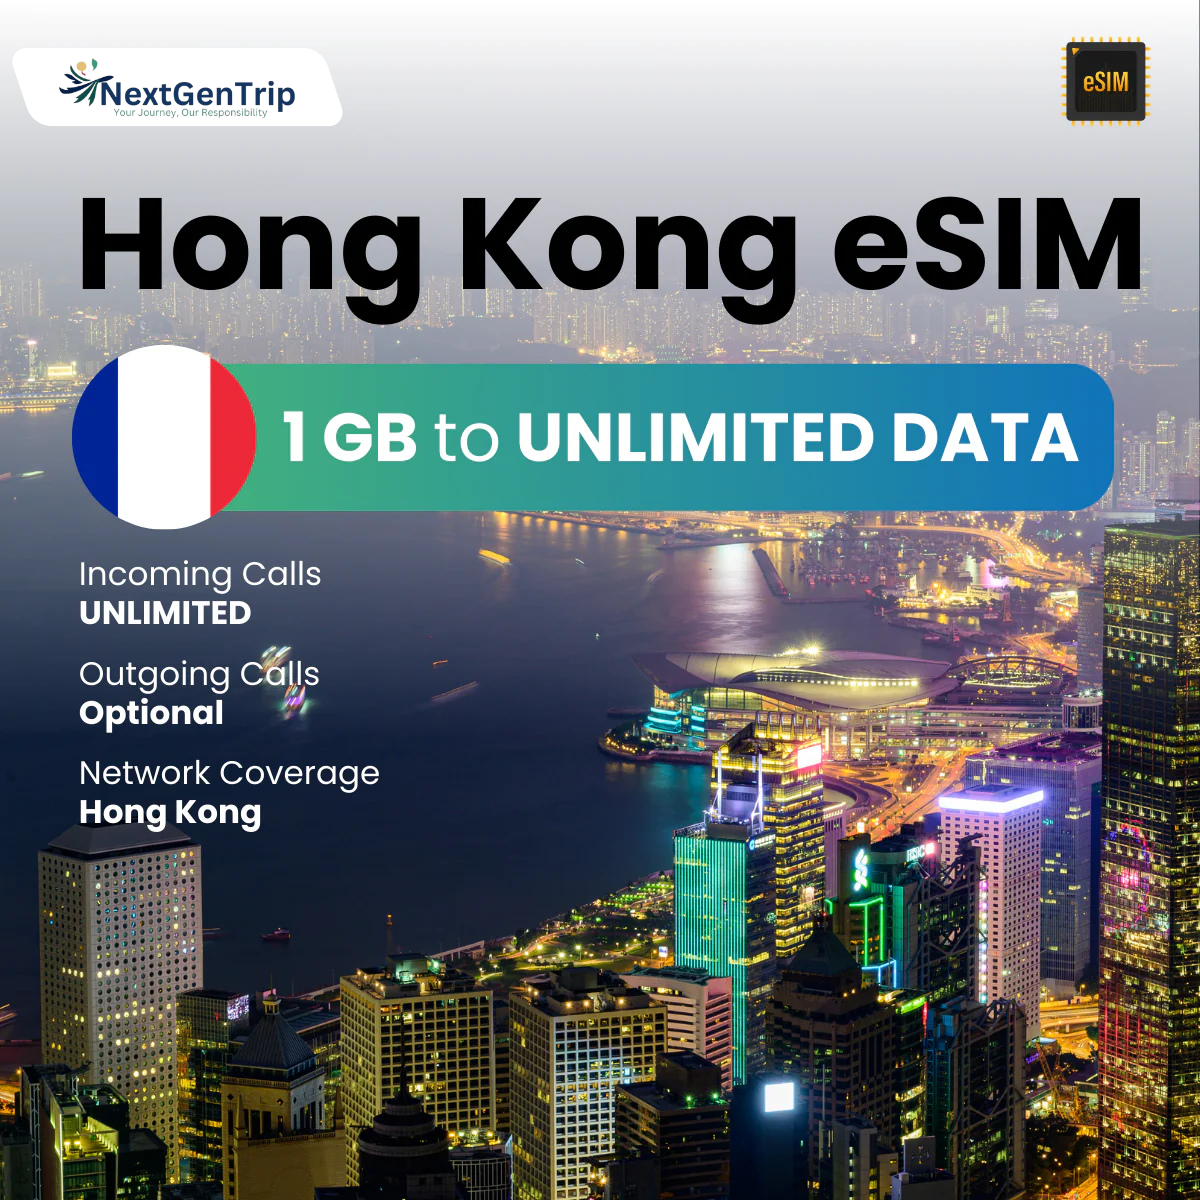 NextGenTrip
Your Journey, Our Responsibility
eSIM
Hong Kong eSIM
1 GB to UNLIMITED DATA
Incoming Calls
UNLIMITED
Outgoing Calls
Optional
Network Coverage
Hong Kong